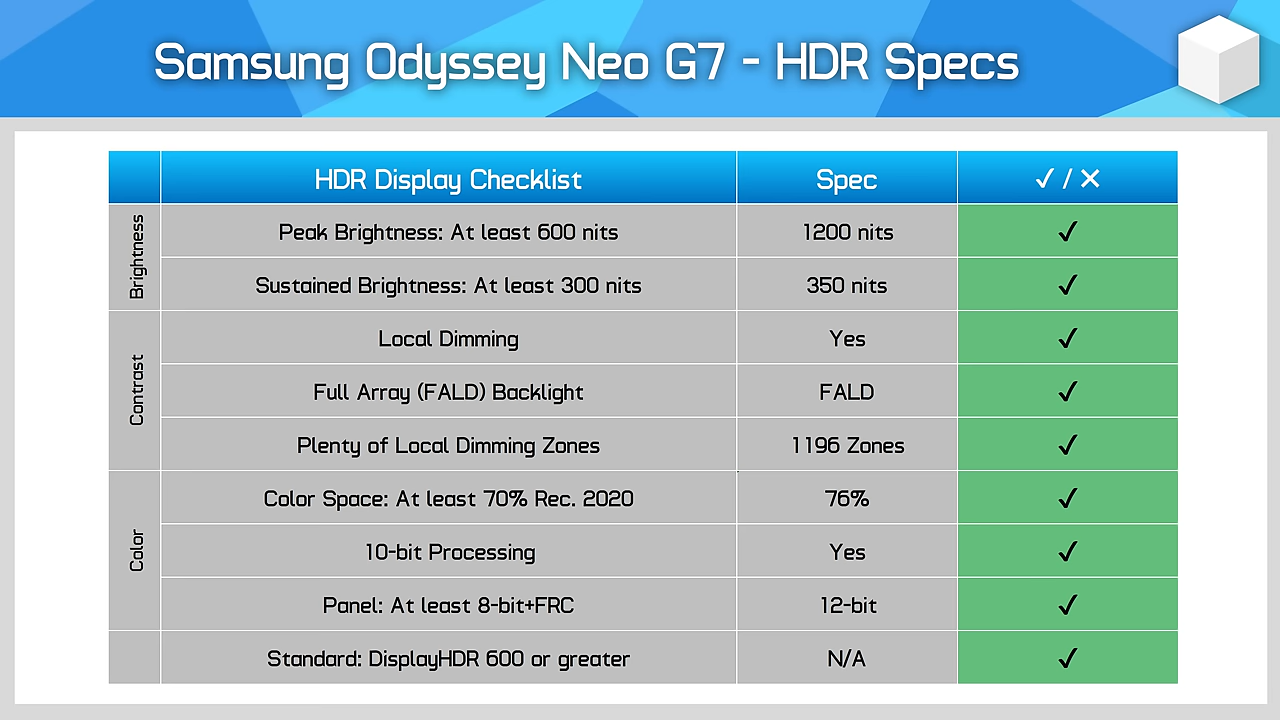 Samsung Odyssey Neo G7 - HDR Specs
HDR Display Checklist Spec ✓ / ✕
Brightness
Peak Brightness: At least 600 nits 1200 nits ✓
Sustained Brightness: At least 300 nits 350 nits ✓
Contrast
Local Dimming Yes ✓
Full Array (FALD) Backlight FALD ✓
Plenty of Local Dimming Zones 1196 Zones ✓
Color
Color Space: At least 70% Rec. 2020 76% ✓
10-bit Processing Yes ✓
Panel: At least 8-bit+FRC 12-bit ✓
Standard: DisplayHDR 600 or greater N/A ✓